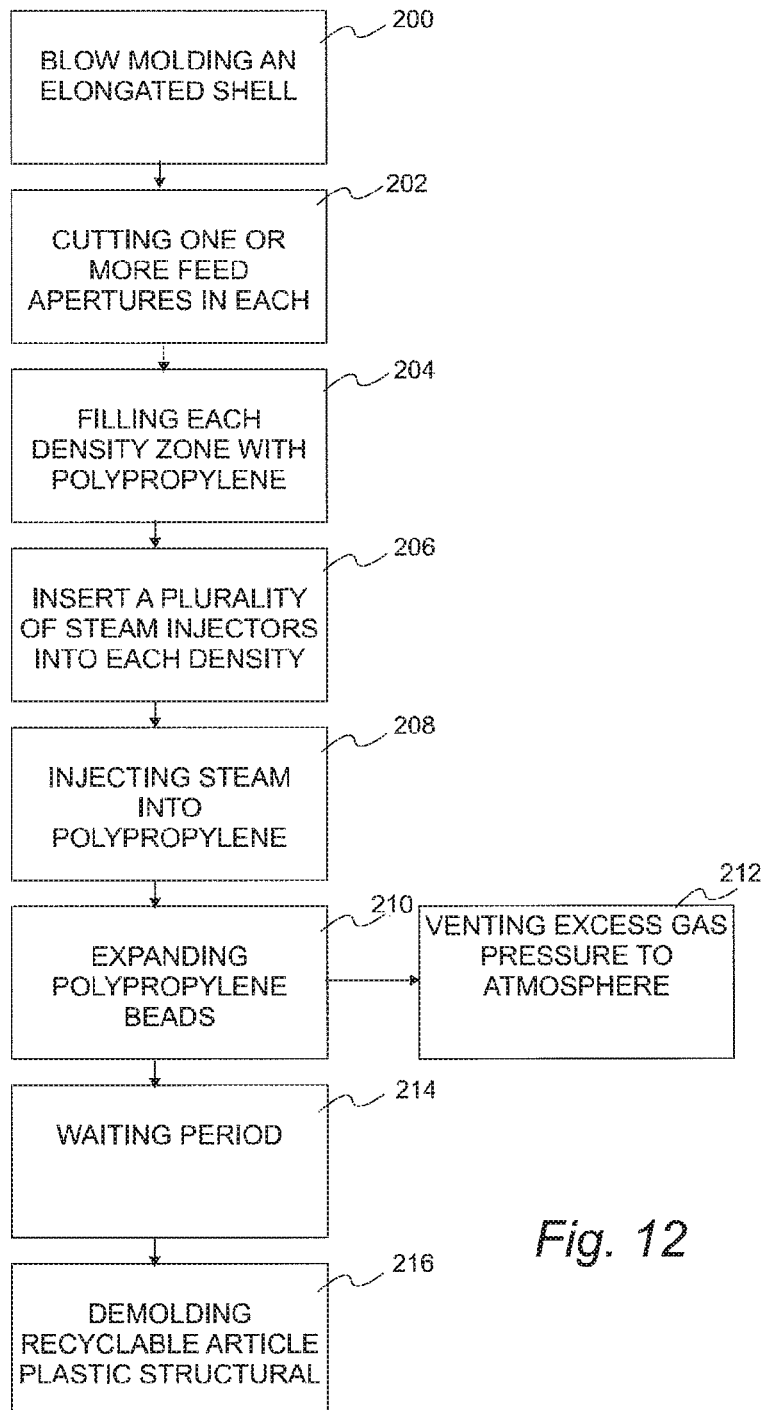 200
BLOW MOLDING AN
ELONGATED SHELL
202
CUTTING ONE OR
MORE FEED
APERTURES IN EACH
204
FILLING EACH
DENSITY ZONE WITH
POLYPROPYLENE
206
INSERT A PLURALITY
OF STEAM INJECTORS
INTO EACH DENSITY
208
INJECTING STEAM
INTO
POLYPROPYLENE
210
EXPANDING
POLYPROPYLENE
BEADS
212
VENTING EXCESS GAS
PRESSURE TO
ATMOSPHERE
214
WAITING PERIOD
216
DEMOLDING
RECYCLABLE ARTICLE
PLASTIC STRUCTURAL
Fig. 12